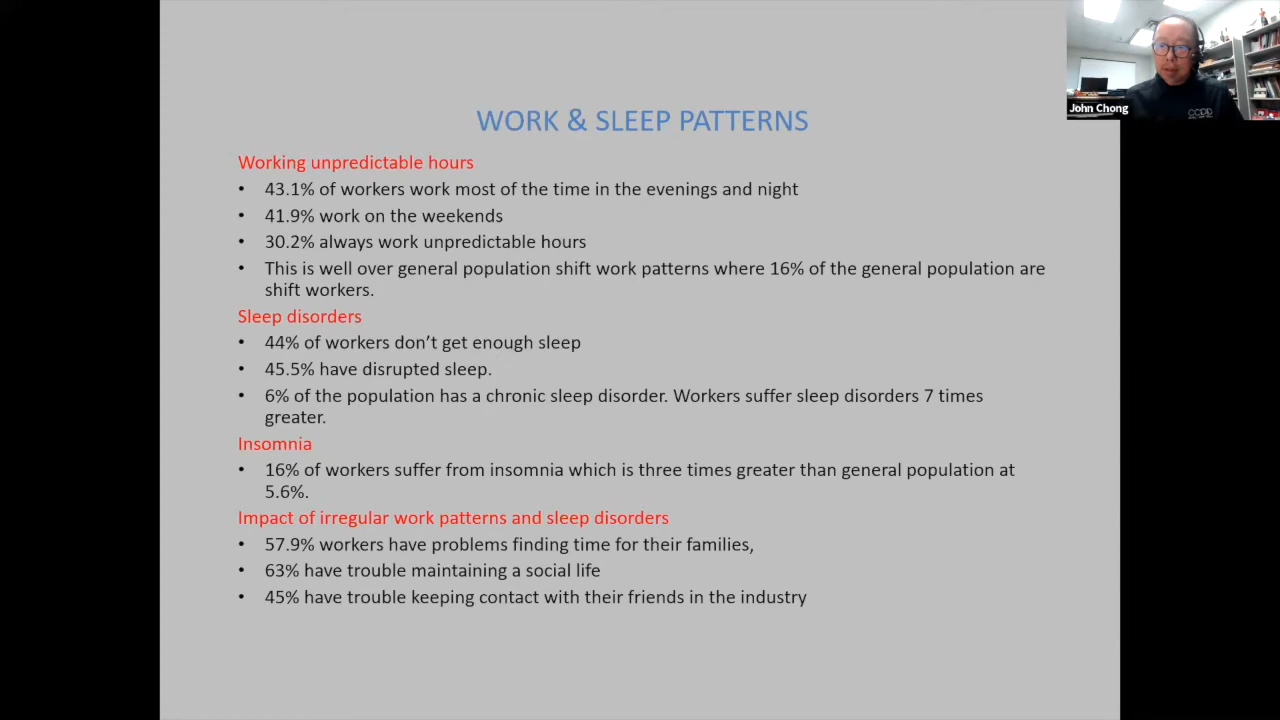 WORK & SLEEP PATTERNS
John Chong
Working unpredictable hours
• 43.1% of workers work most of the time in the evenings and night
• 41.9% work on the weekends
• 30.2% always work unpredictable hours
• This is well over general population shift work patterns where 16% of the general population are
shift workers.
Sleep disorders
• 44% of workers don’t get enough sleep
• 45.5% have disrupted sleep.
• 6% of the population has a chronic sleep disorder. Workers suffer sleep disorders 7 times
greater.
Insomnia
• 16% of workers suffer from insomnia which is three times greater than general population at
5.6%.
Impact of irregular work patterns and sleep disorders
• 57.9% workers have problems finding time for their families,
• 63% have trouble maintaining a social life
• 45% have trouble keeping contact with their friends in the industry